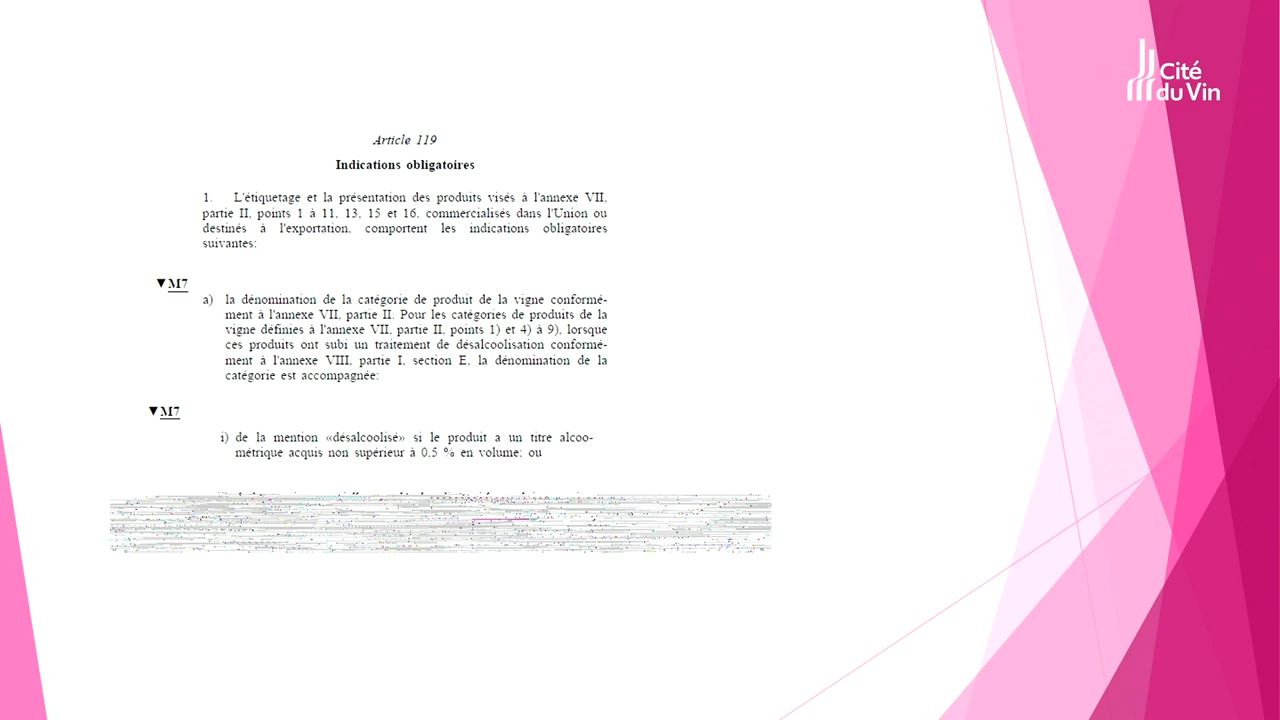 Cité
du Vin
Article 119
Indications obligatoires
1. L'étiquetage et la présentation des produits visés à l'annexe VII,
partie II, points 1 à 11, 13, 15 et 16, commercialisés dans l'Union ou
destinés à l'exportation, comportent les indications obligatoires
suivantes:
▼M7
a) la dénomination de la catégorie de produit de la vigne conformé-
ment à l'annexe VII, partie II. Pour les catégories de produits de la
vigne définies à l'annexe VII, partie II, points 1) et 4) à 9), lorsque
ces produits ont subi un traitement de désalcoolisation conformé-
ment à l'annexe VIII, partie I, section E, la dénomination de la
catégorie est accompagnée:
▼M7
i) de la mention «désalcoolisé» si le produit a un titre alcoo-
métrique acquis non supérieur à 0,5 % en volume; ou